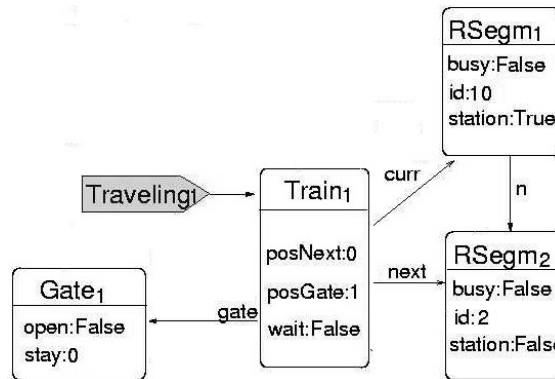 RSegm1
busy:False
id:10
station:True
curr
n
Traveling1
Train1
posNext:0
posGate:1
wait:False
next
gate
RSegm2
busy:False
id:2
station:False
Gate1
open:False
stay:0